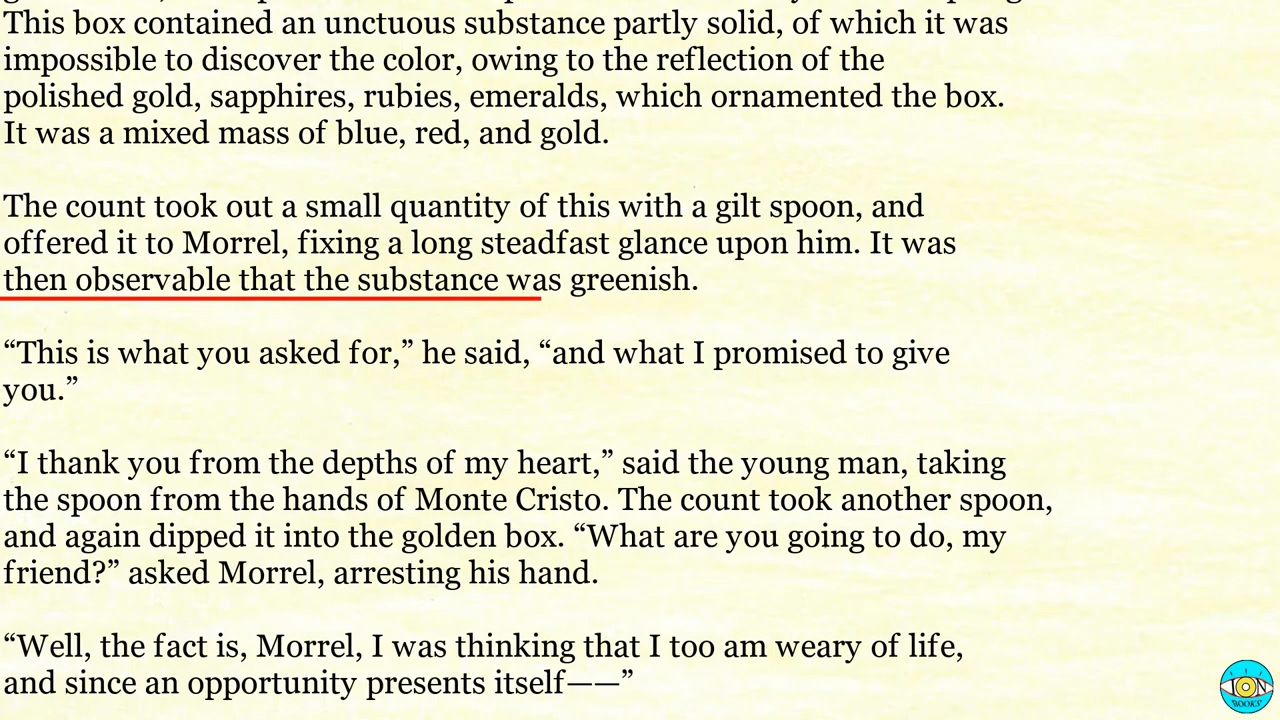 This box contained an unctuous substance partly solid, of which it was
impossible to discover the color, owing to the reflection of the
polished gold, sapphires, rubies, emeralds, which ornamented the box.
It was a mixed mass of blue, red, and gold.
The count took out a small quantity of this with a gilt spoon, and
offered it to Morrel, fixing a long steadfast glance upon him. It was
then observable that the substance was greenish.
“This is what you asked for,” he said, “and what I promised to give
you.”
“I thank you from the depths of my heart,” said the young man, taking
the spoon from the hands of Monte Cristo. The count took another spoon,
and again dipped it into the golden box. “What are you going to do, my
friend?” asked Morrel, arresting his hand.
“Well, the fact is, Morrel, I was thinking that I too am weary of life,
and since an opportunity presents itself——”
ION
BOOKS